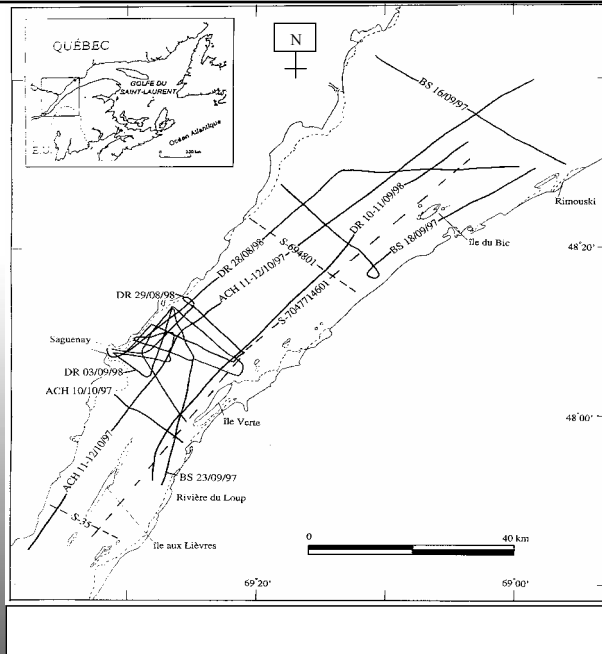 QUÉBEC
GOLFE DU
SAINT-LAURENT
Océan Atlantique
É.U.
0
N
BS 16/09/97
Rimouski
DR 10-11/09/98
île du Bic
BS 18/09/97
48°20'
S-694801
DR 28/08/98
ACH 11-12/10/97
S-7047714601
DR 29/08/98
Saguenay
DR 03/09/98
ACH 10/10/97
48°00'
île Verte
ACH 11-12/10/97
BS 23/09/97
Rivière du Loup
S-35
île aux Lièvres
0
40 km
69°20'
69°00'